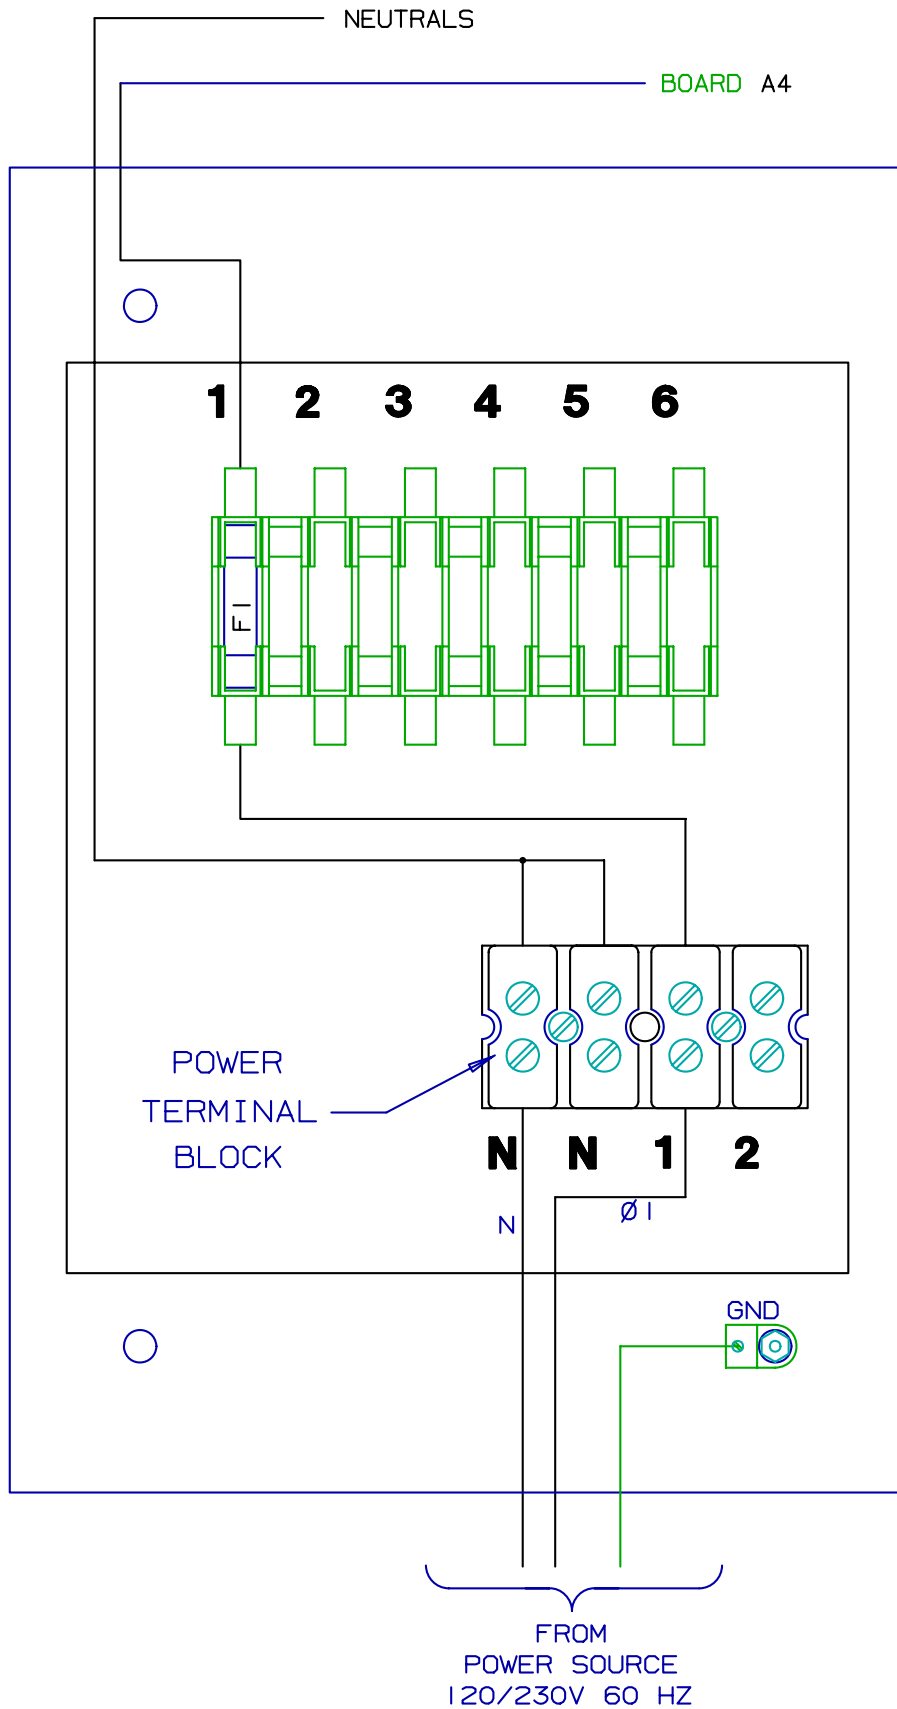 NEUTRALS
BOARD A4
1 2 3 4 5 6
F1
POWER
TERMINAL
BLOCK
N N 1 2
N
Ø1
GND
FROM
POWER SOURCE
120/230V 60 HZ